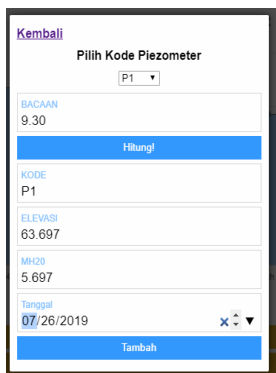 Kembali
Pilih Kode Piezometer
P1
BACAAN
9.30
Hitung!
KODE
P1
ELEVASI
63.697
MH20
5.697
Tanggal
07/26/2019
Tambah